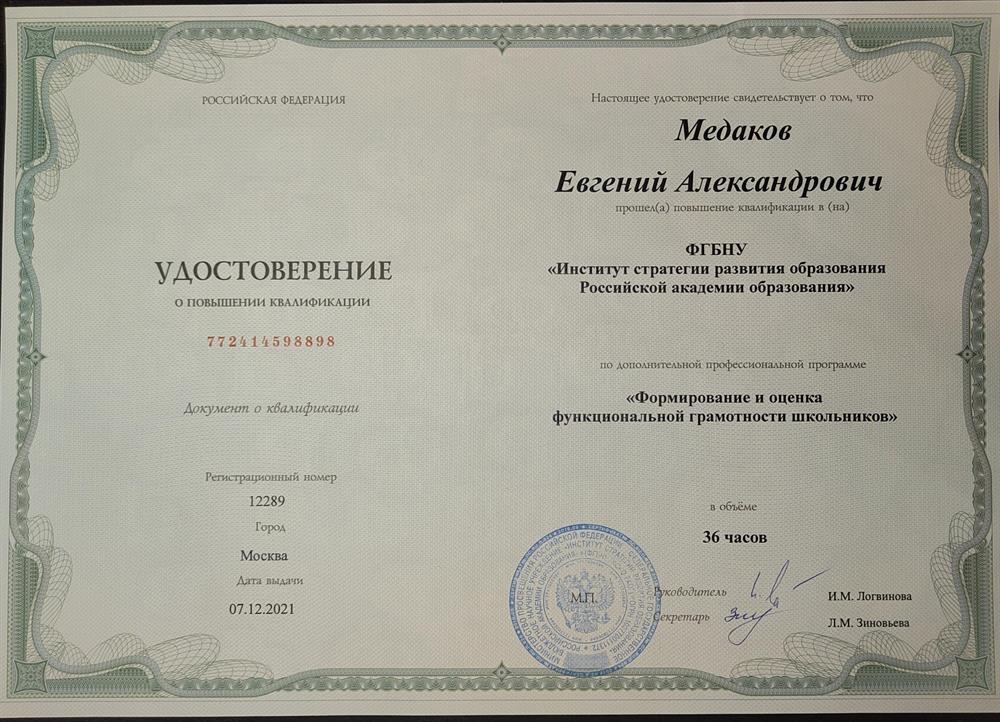 РОССИЙСКАЯ ФЕДЕРАЦИЯ
УДОСТОВЕРЕНИЕ
О ПОВЫШЕНИИ КВАЛИФИКАЦИИ
772414598898
Документ о квалификации
Регистрационный номер
12289
Город
Москва
Дата выдачи
07.12.2021
Настоящее удостоверение свидетельствует о том, что
Медаков
Евгений Александрович
прошел(а) повышение квалификации в (на)
ФГБНУ
«Институт стратегии развития образования
Российской академии образования»
по дополнительной профессиональной программе
«Формирование и оценка
функциональной грамотности школьников»
в объёме
36 часов
М.П.
Руководитель
И.М. Логвинова
Секретарь
Л.М. Зиновьева